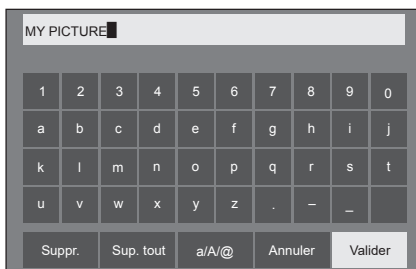 MY PICTURE
1 2 3 4 5 6 7 8 9 0
a b c d e f g h i j
k l m n o p q r s t
u v w x y z . – _
Suppr. Sup. tout a/A/@ Annuler Valider